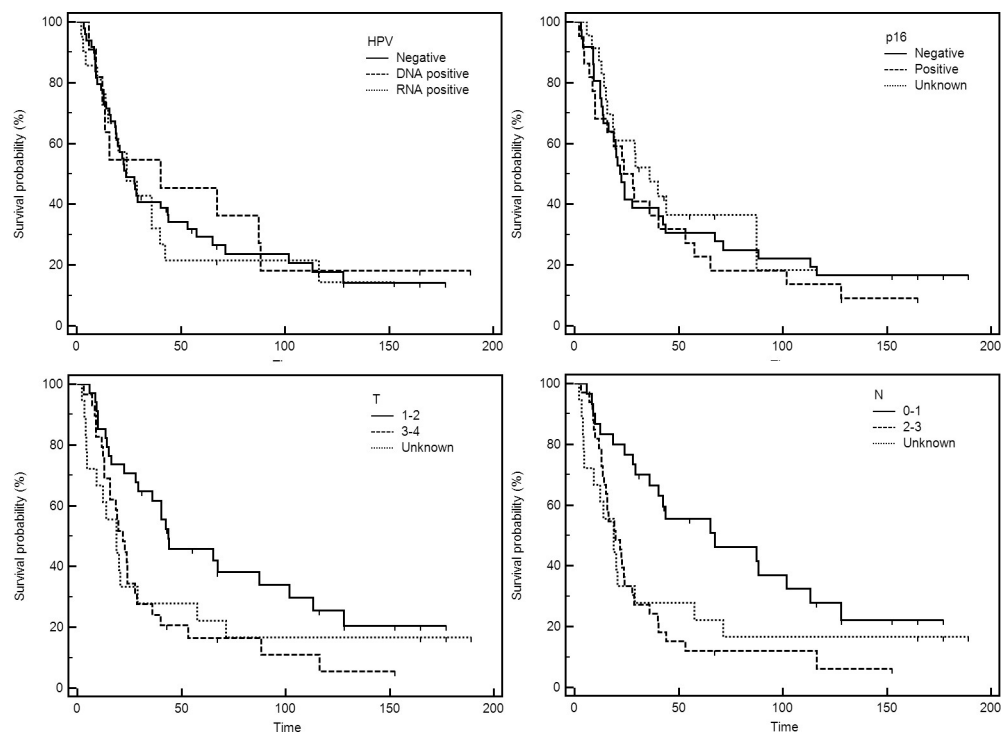 HPV
Negative
DNA positive
RNA positive
Survival probability (%)
100
80
60
40
20
0
0 50 100 150 200
p16
Negative
Positive
Unknown
Survival probability (%)
100
80
60
40
20
0
0 50 100 150 200
T
1-2
3-4
Unknown
Survival probability (%)
100
80
60
40
20
0
0 50 100 150 200
Time
N
0-1
2-3
Unknown
Survival probability (%)
100
80
60
40
20
0
0 50 100 150 200
Time